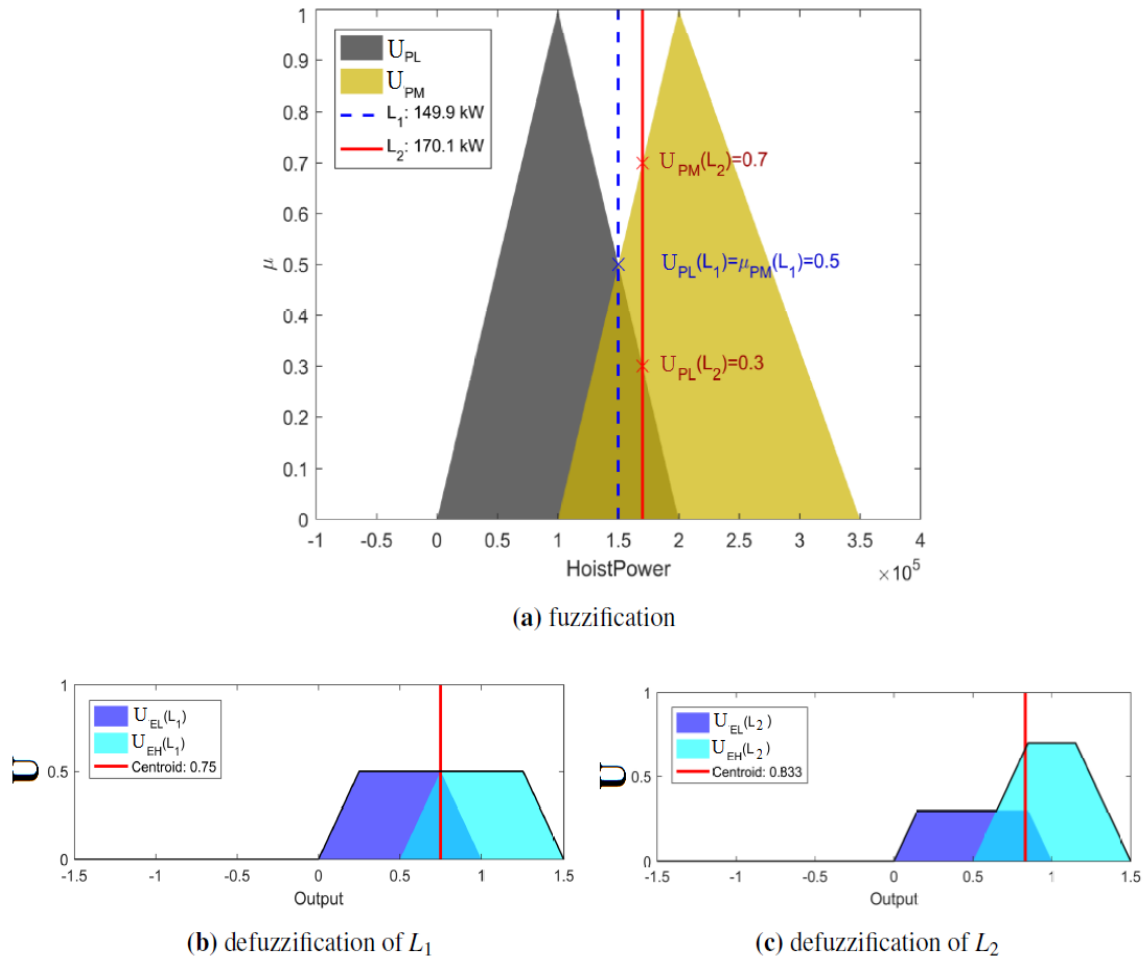 1
0.9
0.8
0.7
0.6
0.5
0.4
0.3
0.2
0.1
0
μ
U_PL
U_PM
L_1: 149.9 kW
L_2: 170.1 kW
U_PM(L_2)=0.7
U_PL(L_1)=μ_PM(L_1)=0.5
U_PL(L_2)=0.3
-1 -0.5 0 0.5 1 1.5 2 2.5 3 3.5 4
HoistPower
×10^5
(a) fuzzification
1
0.5
0
U
U_EL(L_1)
U_EH(L_1)
Centroid: 0.75
-1.5 -1 -0.5 0 0.5 1 1.5
Output
(b) defuzzification of L_1
1
0.5
0
U
U_EL(L_2)
U_EH(L_2)
Centroid: 0.833
-1.5 -1 -0.5 0 0.5 1 1.5
Output
(c) defuzzification of L_2